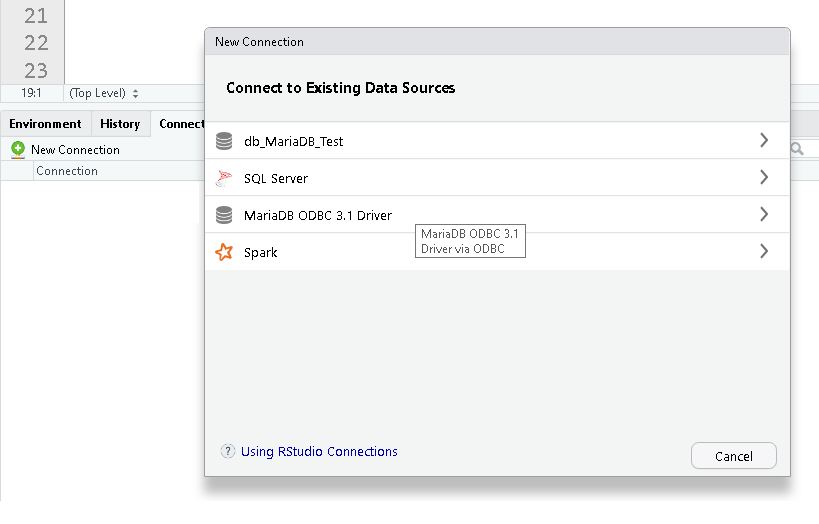 21
22
23
19:1 (Top Level)
Environment History Connect
New Connection
Connection
New Connection
Connect to Existing Data Sources
db_MariaDB_Test
SQL Server
MariaDB ODBC 3.1 Driver
MariaDB ODBC 3.1
Driver via ODBC
Spark
? Using RStudio Connections
Cancel